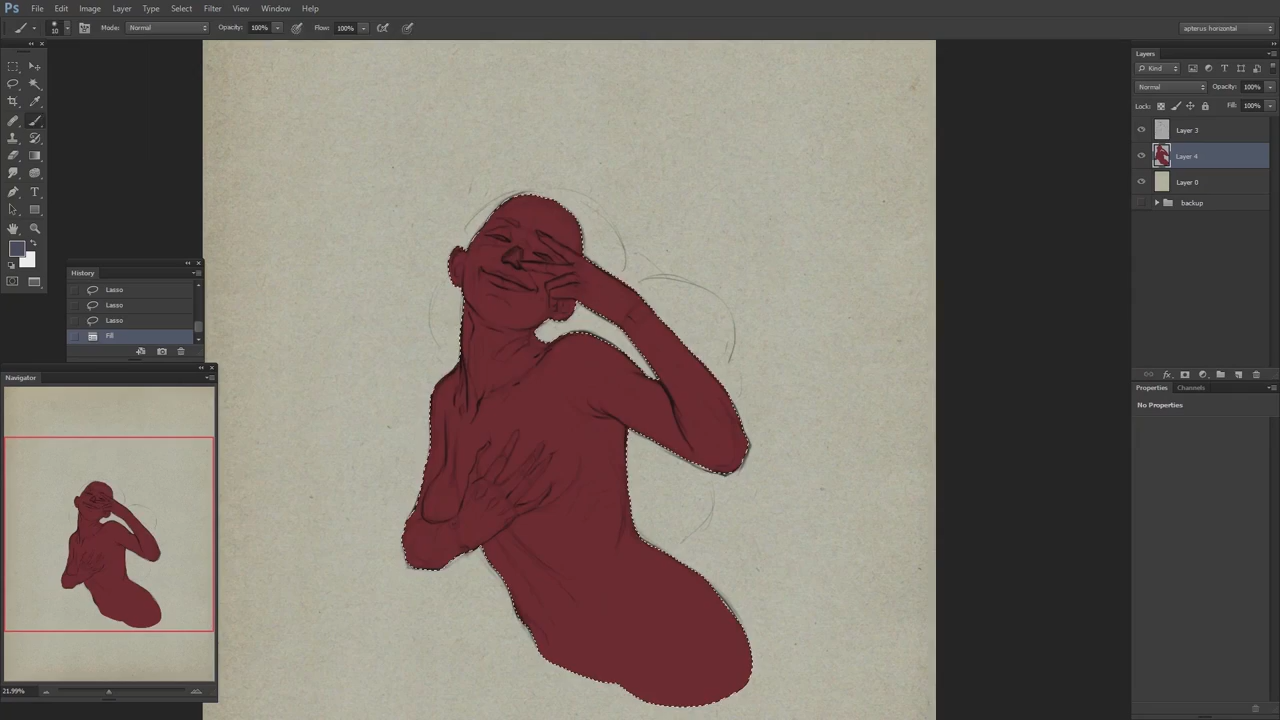 Ps File Edit Image Layer Type Select Filter View Window Help
10 Mode: Normal Opacity: 100% Flow: 100% apterus horizontal
Layers
Kind
Normal Opacity: 100%
Lock: Fill: 100%
Layer 3
Layer 4
Layer 0
backup
History
Lasso
Lasso
Lasso
Fill
Navigator
21.99%
Properties Channels
No Properties